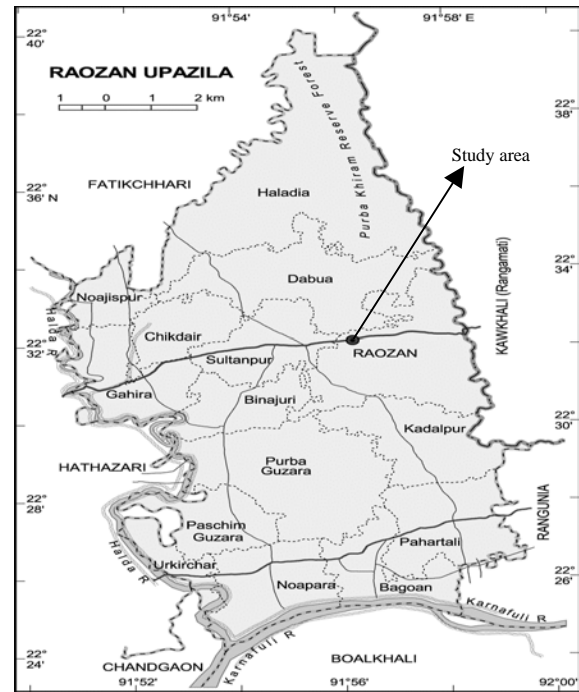 91° 54' 91° 58' E
22°
40'
RAOZAN UPAZILA
1 0 1 2 km
22°
38'
Purba Khiram Reserve Forest
Study area
FATIKCHHARI
22°
36' N
Haladia
22°
34'
Dabua
KAWKHALI (Rangamati)
Noajispur
Halda R
Chikdair
22°
32'
Sultanpur
RAOZAN
Gahira
Binajuri
Kadalpur
22°
30'
HATHAZARI
Purba
Guzara
22°
28'
RANGUNIA
Paschim
Guzara
Halda R
Pahartali
Urkirchar
22°
26'
Noapara
Bagoan
Karnafuli R
Karnafuli R
22°
24'
CHANDGAON
BOALKHALI
91°52' 91°56' 92°00'